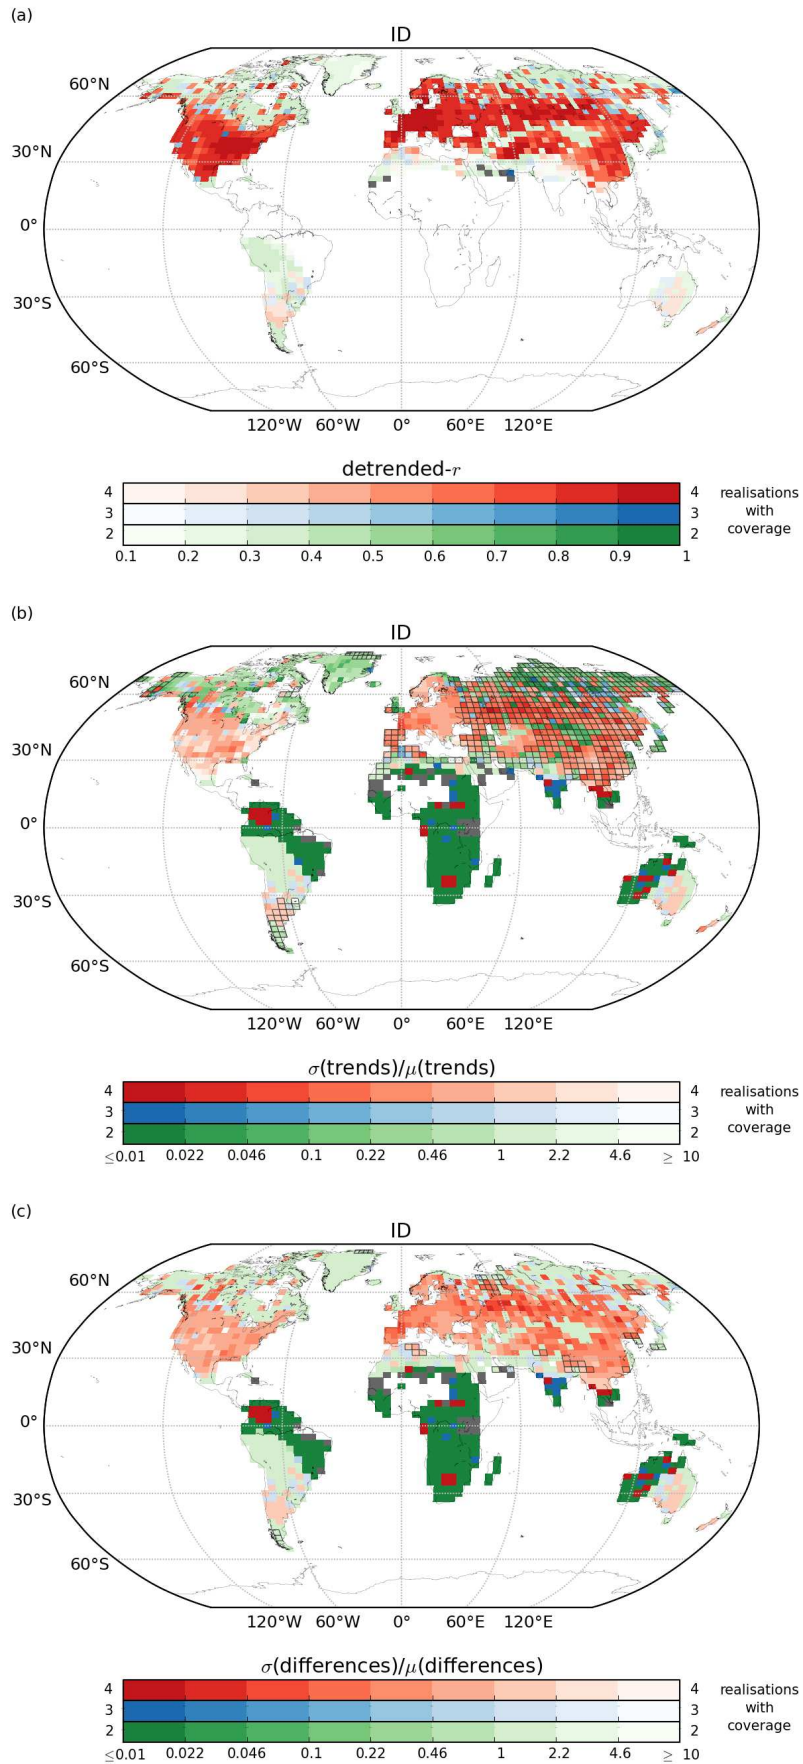 (a)
ID
60°N
30°N
0°
30°S
60°S
120°W 60°W 0° 60°E 120°E
detrended-r
4 4 realisations
3 3 with
2 2 coverage
0.1 0.2 0.3 0.4 0.5 0.6 0.7 0.8 0.9 1
(b)
ID
60°N
30°N
0°
30°S
60°S
120°W 60°W 0° 60°E 120°E
σ(trends)/μ(trends)
4 4 realisations
3 3 with
2 2 coverage
≤0.01 0.022 0.046 0.1 0.22 0.46 1 2.2 4.6 ≥ 10
(c)
ID
60°N
30°N
0°
30°S
60°S
120°W 60°W 0° 60°E 120°E
σ(differences)/μ(differences)
4 4 realisations
3 3 with
2 2 coverage
≤0.01 0.022 0.046 0.1 0.22 0.46 1 2.2 4.6 ≥ 10